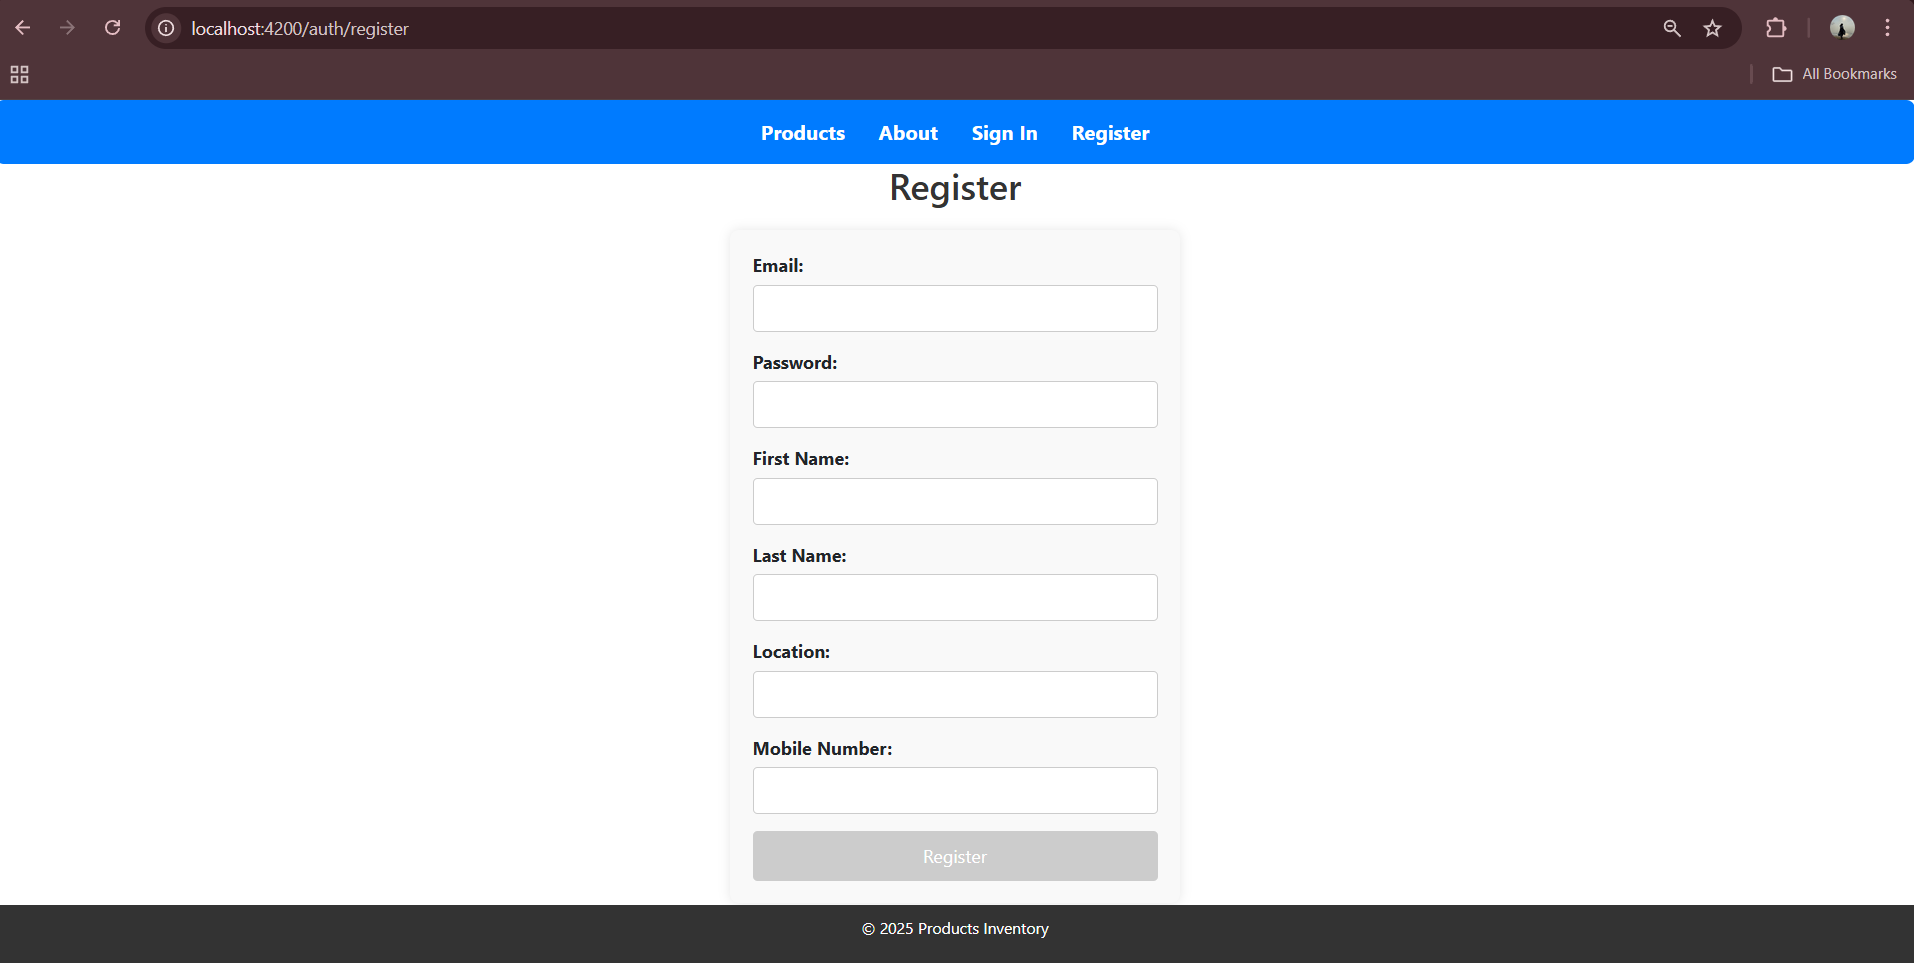 localhost:4200/auth/register
All Bookmarks
Products About Sign In Register
Register
Email:
Password:
First Name:
Last Name:
Location:
Mobile Number:
Register
© 2025 Products Inventory